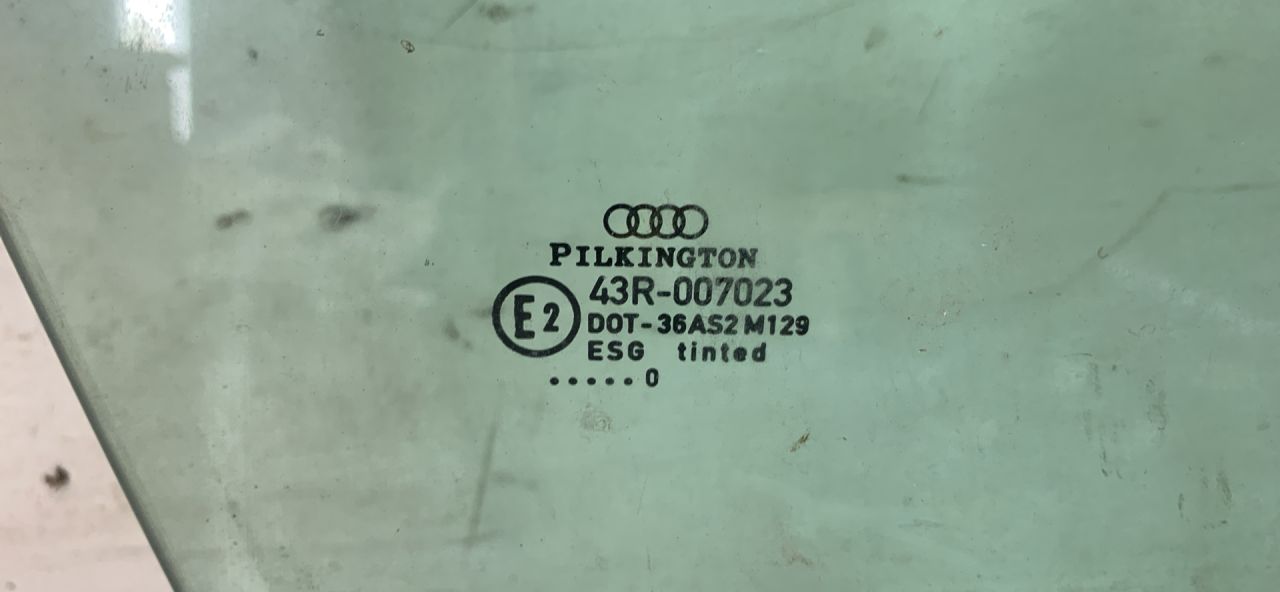 PILKINGTON
43R-007023
E2
DOT-36AS2 M129
ESG tinted
.....0